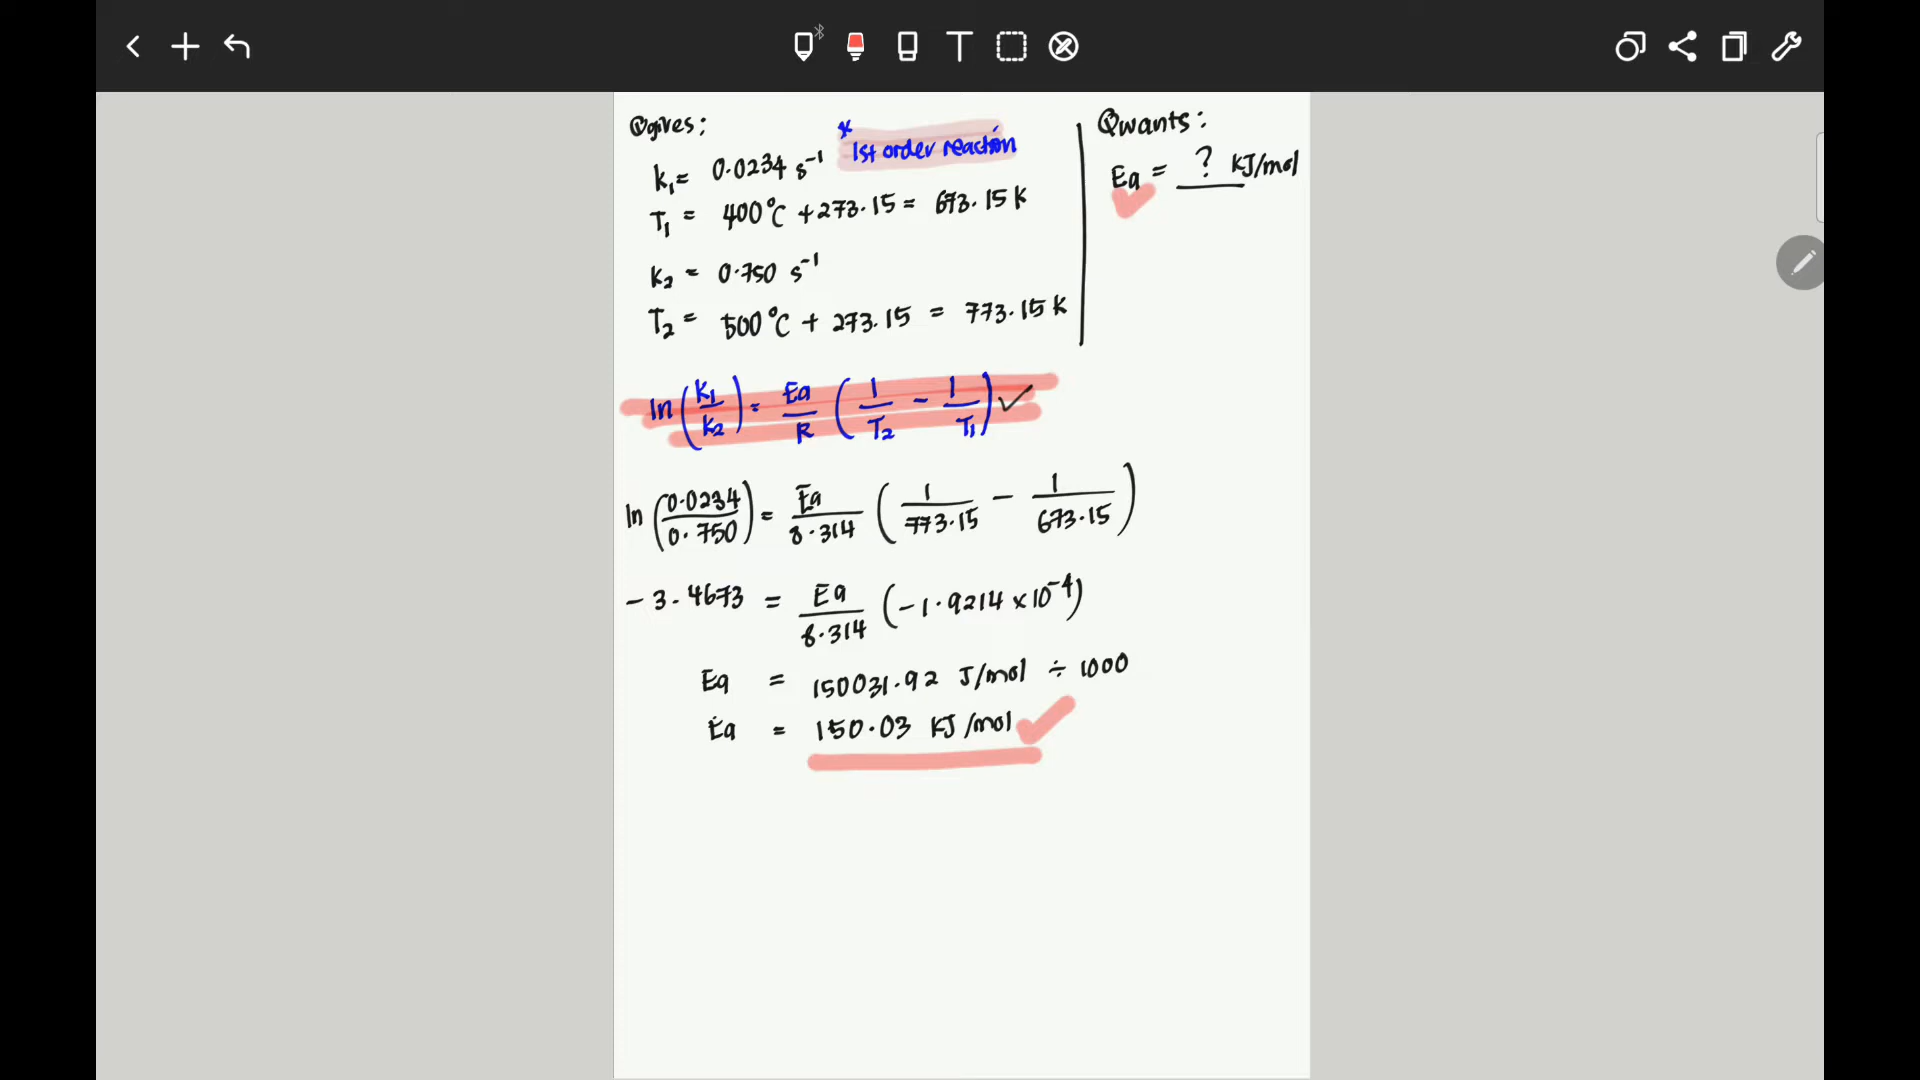 Qgives:
* 1st order reaction
k₁= 0.0234 s⁻¹
T₁ = 400°C +273.15 = 673.15 K
k₂ = 0.750 s⁻¹
T₂ = 500°C + 273.15 = 773.15 K
Qwants:
Ea = ? KJ/mol
ln(K₁/K₂) = Ea/R (1/T₂ - 1/T₁) ✓
ln(0.0234/0.750) = Ea/8.314 (1/773.15 - 1/673.15)
-3.4673 = Ea/8.314 (-1.9214 x 10⁻⁴)
Ea = 150031.92 J/mol ÷ 1000
Ea = 150.03 KJ/mol